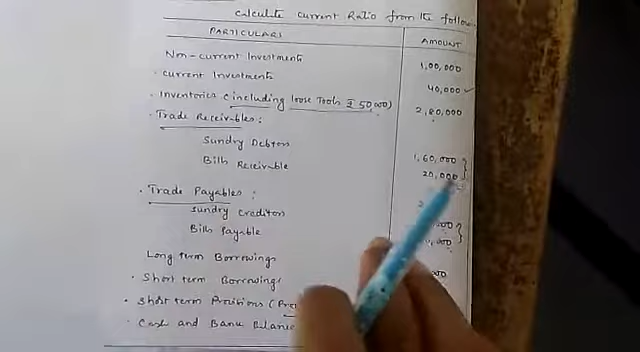 Calculate Current Ratio from the follow
PARTICULARS AMOUNT
Non-current Investments 1,00,000
Current Investments 40,000
Inventories (including loose Tools ₹ 50,000) 2,80,000
Trade Receivables:
Sundry Debtors 1,60,000
Bills Receivable 20,000
Trade Payables:
Sundry Creditors
Bills Payable
Long term Borrowings
Short term Borrowings
Short term Provisions (
Cash and Bank Balance